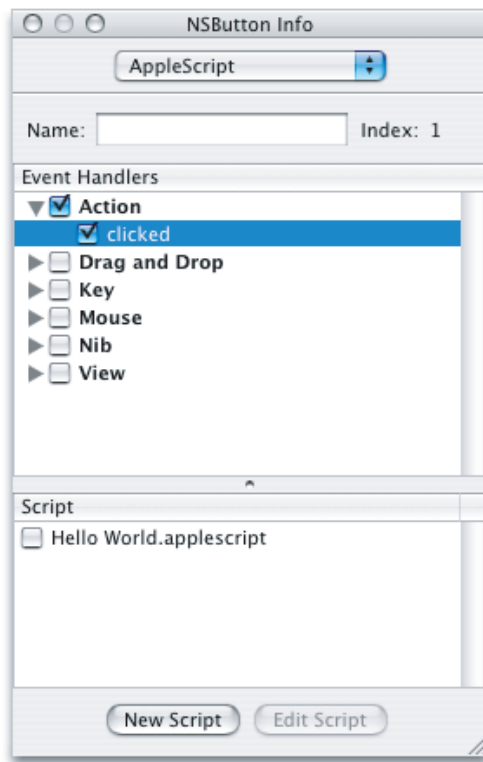 NSButton Info
AppleScript
Name: Index: 1
Event Handlers
Action
clicked
Drag and Drop
Key
Mouse
Nib
View
Script
Hello World.applescript
New Script Edit Script